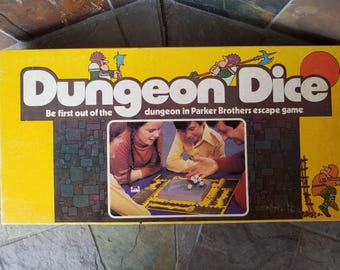 Dungeon Dice
Be first out of the dungeon in Parker Brothers escape game